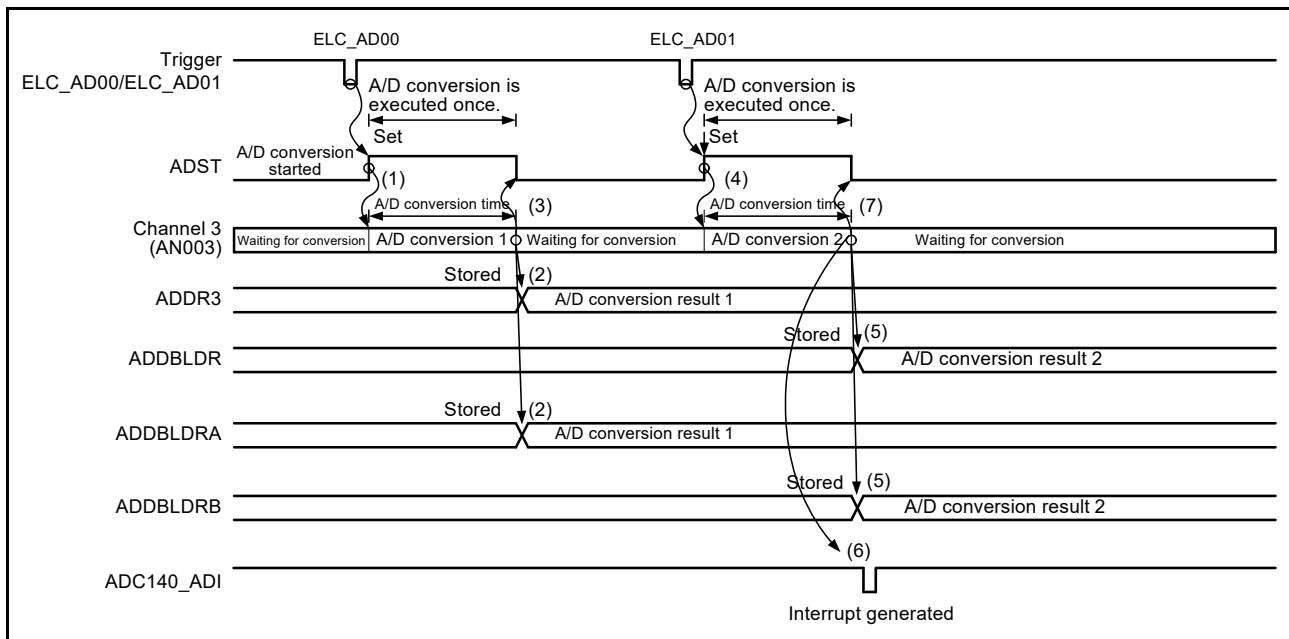 ELC_AD00
ELC_AD01
Trigger
ELC_AD00/ELC_AD01
A/D conversion is
executed once.
A/D conversion is
executed once.
Set
Set
A/D conversion
started
ADST
(1)
(4)
A/D conversion time
(3)
A/D conversion time
(7)
Channel 3
(AN003)
Waiting for conversion
A/D conversion 1
Waiting for conversion
A/D conversion 2
Waiting for conversion
Stored
(2)
ADDR3
A/D conversion result 1
Stored
(5)
ADDBLDR
A/D conversion result 2
Stored
(2)
ADDBLDRA
A/D conversion result 1
Stored
(5)
ADDBLDRB
A/D conversion result 2
(6)
ADC140_ADI
Interrupt generated